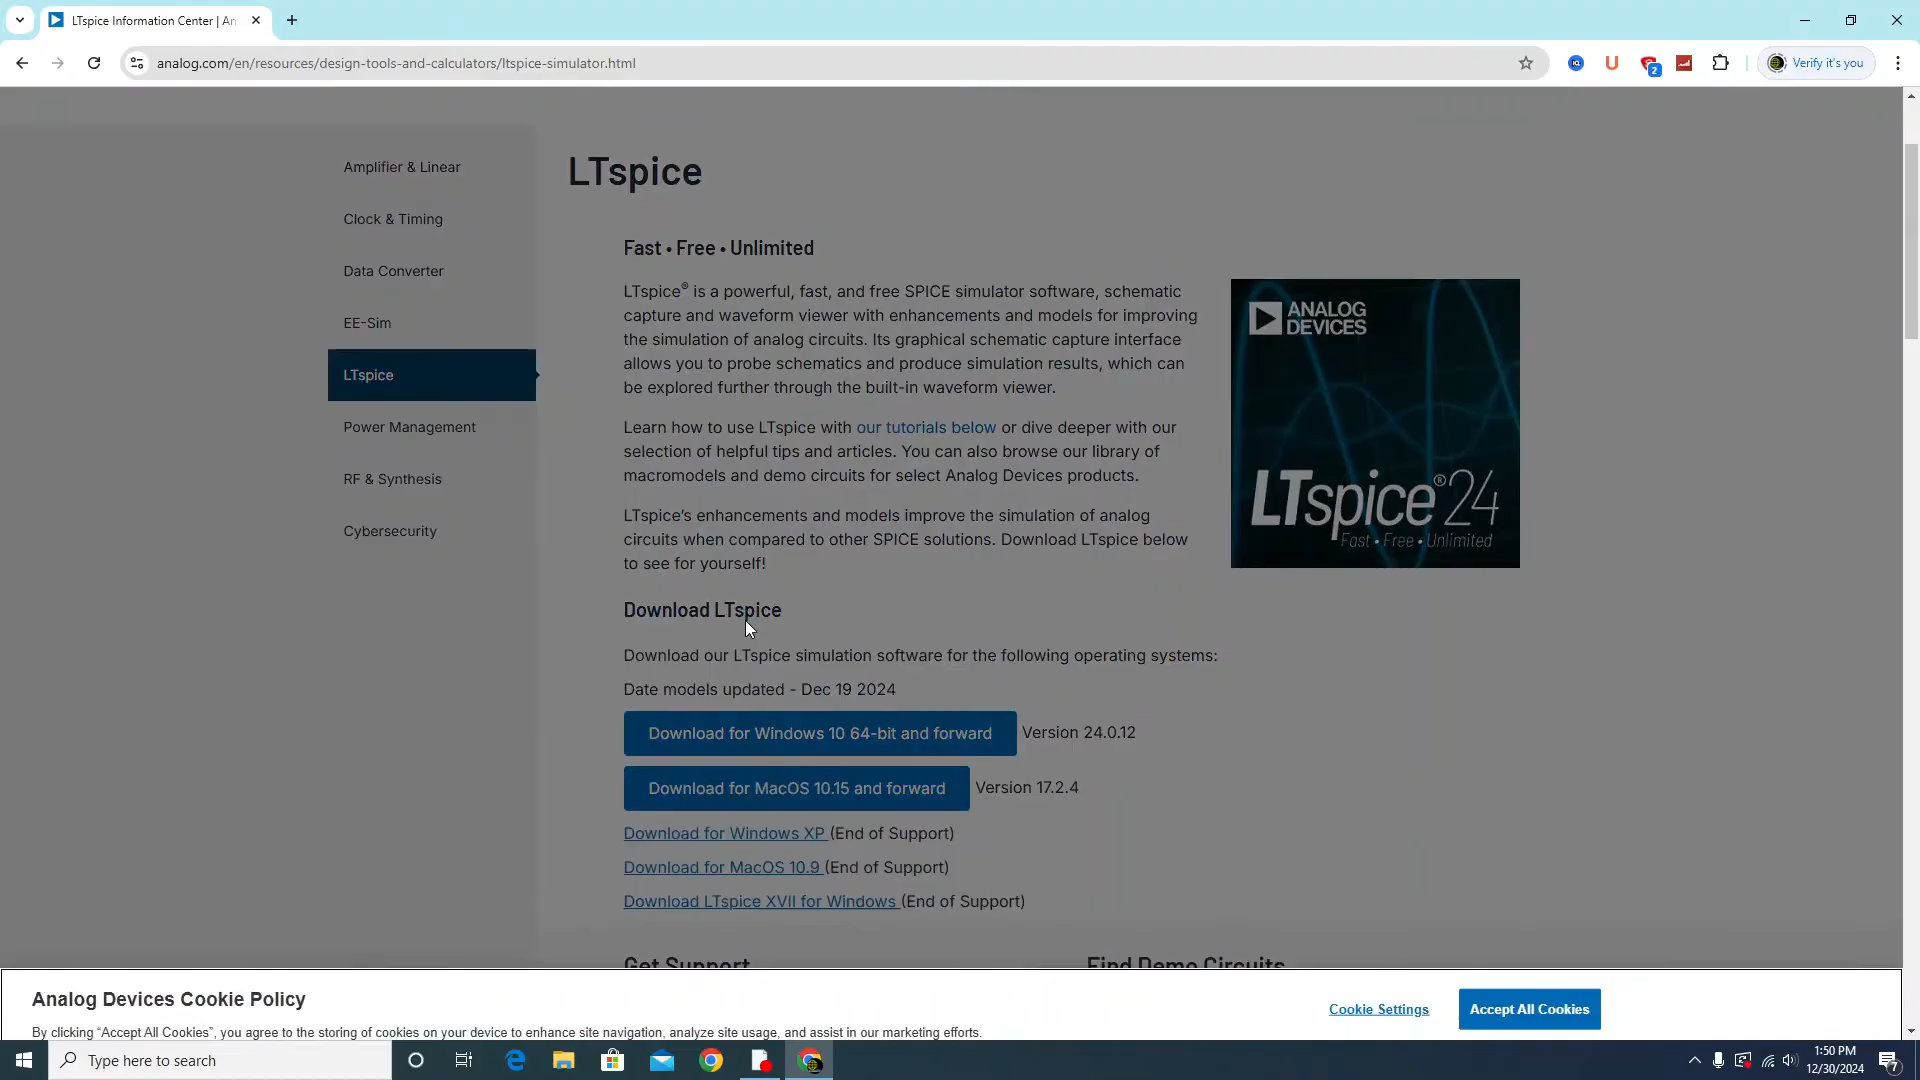 LTspice Information Center | An
analog.com/en/resources/design-tools-and-calculators/ltspice-simulator.html
2
Verify it's you
Amplifier & Linear
Clock & Timing
Data Converter
EE-Sim
LTspice
Power Management
RF & Synthesis
Cybersecurity
LTspice
Fast • Free • Unlimited
LTspice® is a powerful, fast, and free SPICE simulator software, schematic
capture and waveform viewer with enhancements and models for improving
the simulation of analog circuits. Its graphical schematic capture interface
allows you to probe schematics and produce simulation results, which can
be explored further through the built-in waveform viewer.
Learn how to use LTspice with our tutorials below or dive deeper with our
selection of helpful tips and articles. You can also browse our library of
macromodels and demo circuits for select Analog Devices products.
LTspice's enhancements and models improve the simulation of analog
circuits when compared to other SPICE solutions. Download LTspice below
to see for yourself!
ANALOG
DEVICES
LTspice®24
Fast • Free • Unlimited
Download LTspice
Download our LTspice simulation software for the following operating systems:
Date models updated - Dec 19 2024
Download for Windows 10 64-bit and forward Version 24.0.12
Download for MacOS 10.15 and forward Version 17.2.4
Download for Windows XP (End of Support)
Download for MacOS 10.9 (End of Support)
Download LTspice XVII for Windows (End of Support)
Get Support
Find Demo Circuits
Analog Devices Cookie Policy
By clicking “Accept All Cookies”, you agree to the storing of cookies on your device to enhance site navigation, analyze site usage, and assist in our marketing efforts.
Cookie Settings
Accept All Cookies
Type here to search
1:50 PM
12/30/2024
7